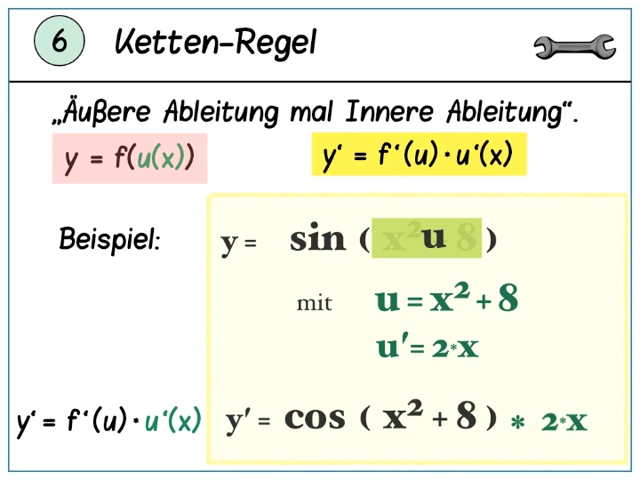 6 Ketten-Regel
„Äußere Ableitung mal Innere Ableitung“.
y = f(u(x)) y‘ = f‘(u)·u‘(x)
Beispiel: y = sin ( x² u 8 )
mit u = x² + 8
u′ = 2*x
y‘ = f‘(u)·u‘(x) y′ = cos ( x² + 8 ) * 2*x